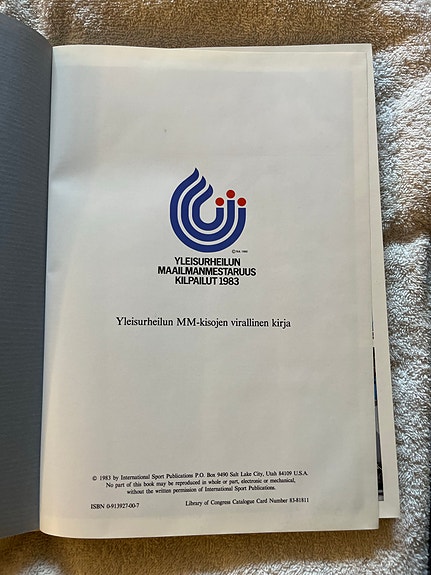 YLEISURHEILUN
MAAILMANMESTARUUS
KILPAILUT 1983
Yleisurheilun MM-kisojen virallinen kirja
© 1983 by International Sport Publications P.O. Box 9490 Salt Lake City, Utah 84109 U.S.A.
No part of this book may be reproduced in whole or part, electronic or mechanical,
without the written permission of International Sport Publications.
ISBN 0-913927-00-7 Library of Congress Catalogue Card Number 83-81811